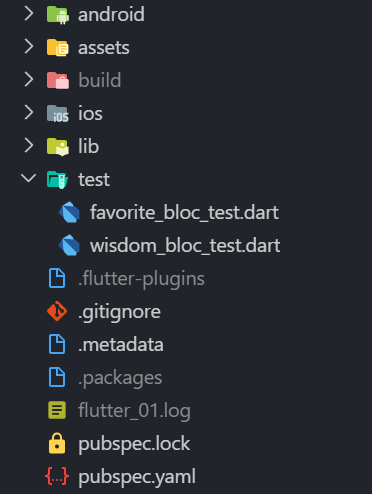 android
assets
build
iOS
ios
lib
test
favorite_bloc_test.dart
wisdom_bloc_test.dart
.flutter-plugins
.gitignore
.metadata
.packages
flutter_01.log
pubspec.lock
pubspec.yaml